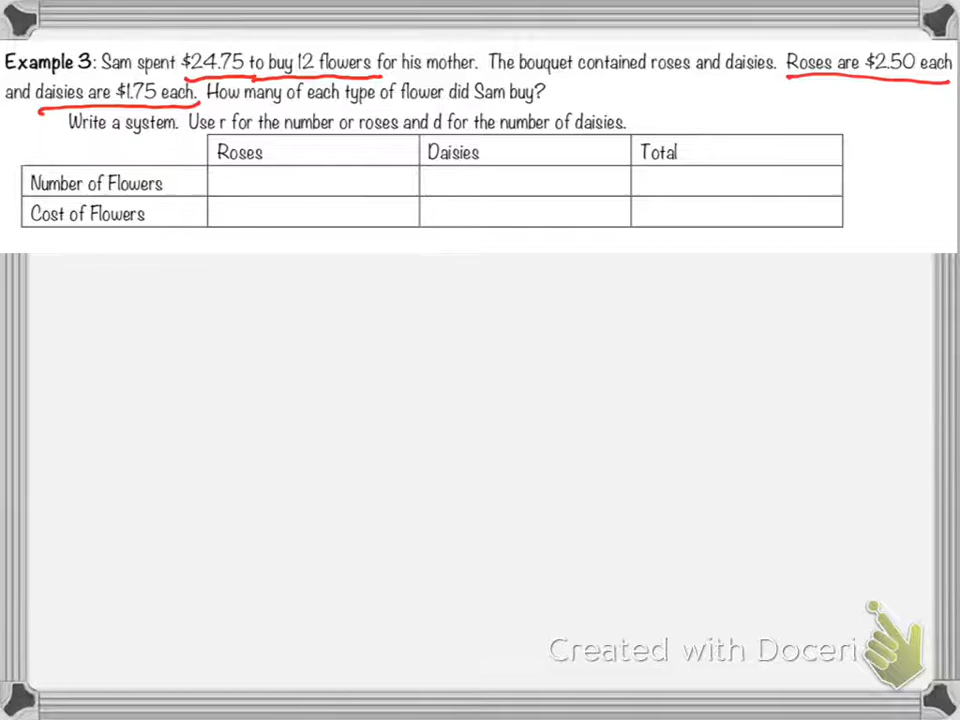 Example 3: Sam spent $24.75 to buy 12 flowers for his mother. The bouquet contained roses and daisies. Roses are $2.50 each
and daisies are $1.75 each. How many of each type of flower did Sam buy?
Write a system. Use r for the number or roses and d for the number of daisies.
Roses Daisies Total
Number of Flowers
Cost of Flowers
Created with Doceri